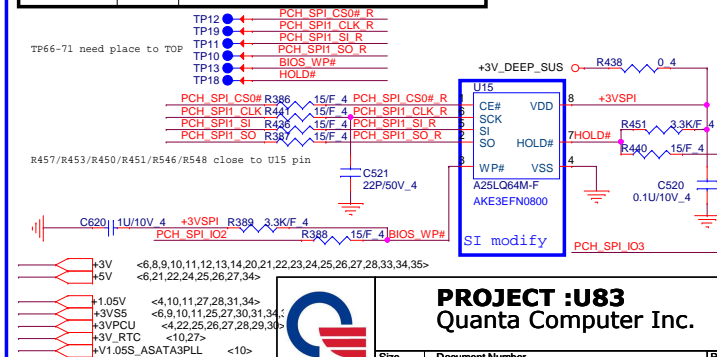 TP12 PCH_SPI_CS0#_R
TP19 PCH_SPI1_CLK_R
TP11 PCH_SPI1_SI_R
TP10 PCH_SPI1_SO_R
TP13 BIOS_WP#
TP18 HOLD#
TP66-71 need place to TOP
+3V_DEEP_SUS R438 0_4
U15
PCH_SPI_CS0# R386 15/F_4 PCH_SPI_CS0#_R CE# VDD 8 +3VSPI
PCH_SPI1_CLK R441 15/F_4 PCH_SPI1_CLK_R 6 SCK
PCH_SPI1_SI R436 15/F_4 PCH_SPI1_SI_R 5 SI R451 3.3K/F_4
PCH_SPI1_SO R387 15/F_4 PCH_SPI1_SO_R 2 SO HOLD# 7 HOLD#
R440 15/F_4
R457/R453/R450/R451/R546/R548 close to U15 pin
3 WP# VSS 4
C521
22P/50V_4
A25LQ64M-F
AKE3EFN0800
C520
0.1U/10V_4
C620 1U/10V_4 +3VSPI R389 3.3K/F_4
PCH_SPI_IO2 R388 15/F_4 BIOS_WP#
SI modify
PCH_SPI_IO3
+3V <6,8,9,10,11,12,13,14,20,21,22,23,24,25,26,27,28,33,34,35>
+5V <6,21,22,24,25,26,27,34>
+1.05V <4,10,11,27,28,31,34>
+3VS5 <6,9,10,11,25,27,30,31,34,
+3VPCU <4,22,25,26,27,28,29,30>
+3V_RTC <10,27>
+V1.05S_ASATA3PLL <10>
PROJECT :U83
Quanta Computer Inc.
Size Document Number